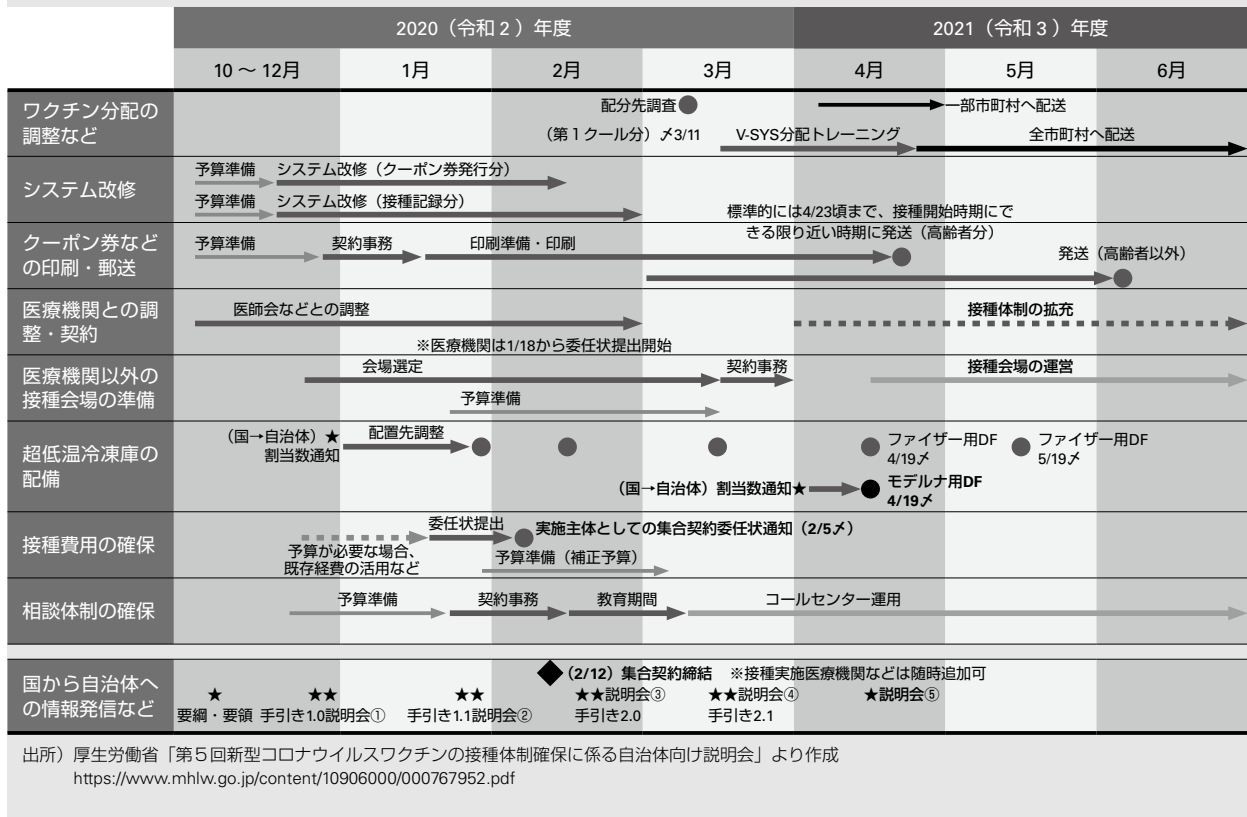 2020（令和２）年度
2021（令和３）年度
10 ～ 12月
1月
2月
3月
4月
5月
6月
ワクチン分配の
調整など
配分先調査
（第１クール分）〆3/11
V-SYS分配トレーニング
一部市町村へ配送
全市町村へ配送
システム改修
予算準備
システム改修（クーポン券発行分）
予算準備
システム改修（接種記録分）
クーポン券など
の印刷・郵送
予算準備
契約事務
印刷準備・印刷
標準的には4/23頃まで、接種開始時期にで
きる限り近い時期に発送（高齢者分）
発送（高齢者以外）
医療機関との調
整・契約
医師会などとの調整
※医療機関は1/18から委任状提出開始
接種体制の拡充
医療機関以外の
接種会場の準備
会場選定
契約事務
予算準備
接種会場の運営
超低温冷凍庫の
配備
（国→自治体）★
割当数通知
配置先調整
ファイザー用DF
4/19〆
ファイザー用DF
5/19〆
（国→自治体）割当数通知★
モデルナ用DF
4/19〆
接種費用の確保
予算が必要な場合、
既存経費の活用など
委任状提出
実施主体としての集合契約委任状通知（2/5〆）
予算準備（補正予算）
相談体制の確保
予算準備
契約事務
教育期間
コールセンター運用
国から自治体へ
の情報発信など
◆（2/12）集合契約締結　※接種実施医療機関などは随時追加可
★
★★
★★
★★説明会③
★★説明会④
★説明会⑤
要綱・要領
手引き1.0説明会①
手引き1.1説明会②
手引き2.0
手引き2.1
出所）厚生労働省「第５回新型コロナウイルスワクチンの接種体制確保に係る自治体向け説明会」より作成
https://www.mhlw.go.jp/content/10906000/000767952.pdf